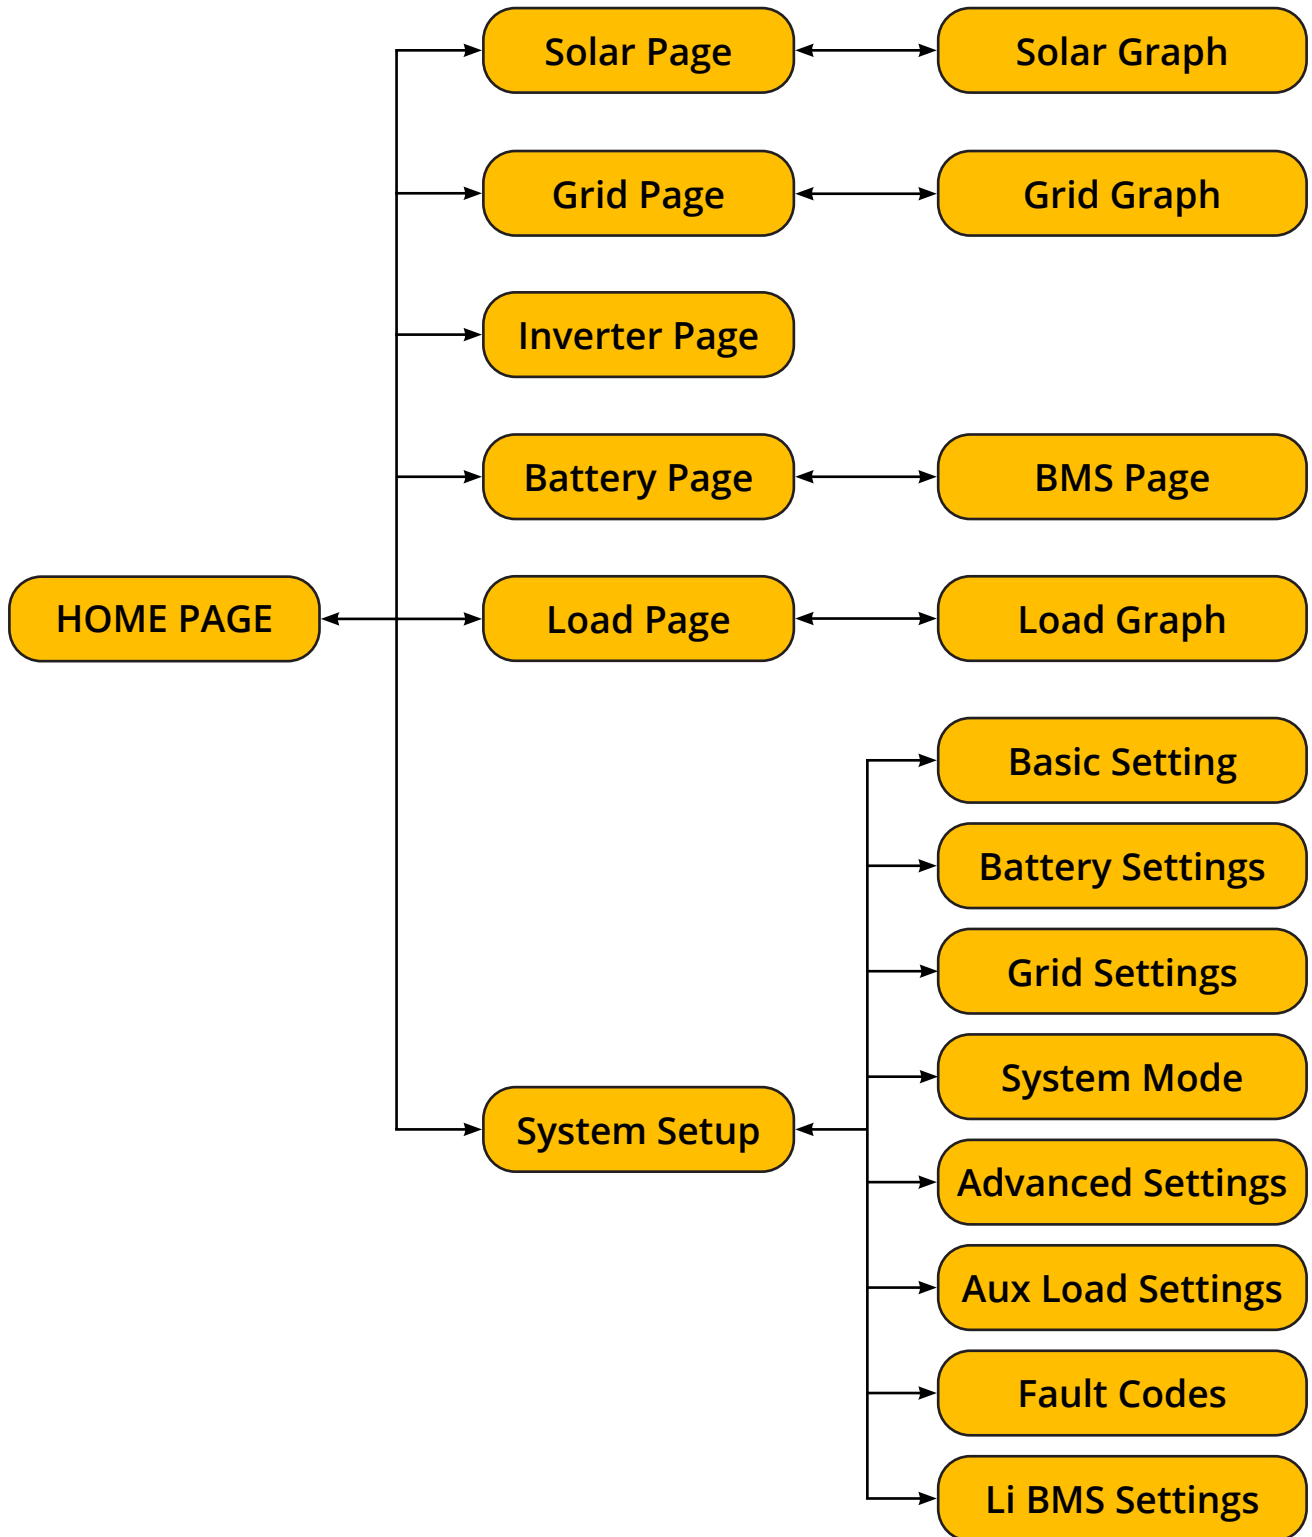 Solar Page
Solar Graph
Grid Page
Grid Graph
Inverter Page
Battery Page
BMS Page
HOME PAGE
Load Page
Load Graph
Basic Setting
Battery Settings
Grid Settings
System Mode
System Setup
Advanced Settings
Aux Load Settings
Fault Codes
Li BMS Settings